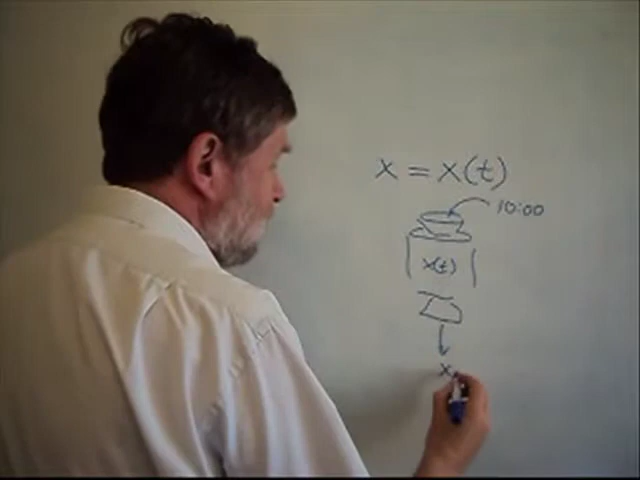 x = x(t)
10:00
x(t)
x